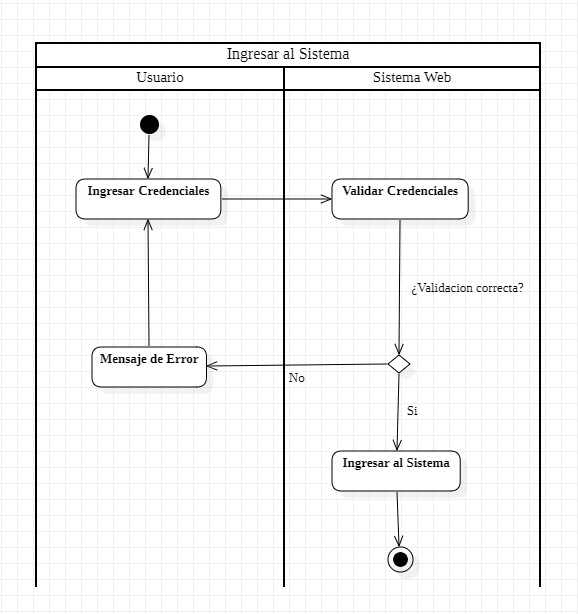 Ingresar al Sistema
Usuario
Sistema Web
Ingresar Credenciales
Validar Credenciales
¿Validacion correcta?
Mensaje de Error
No
Si
Ingresar al Sistema